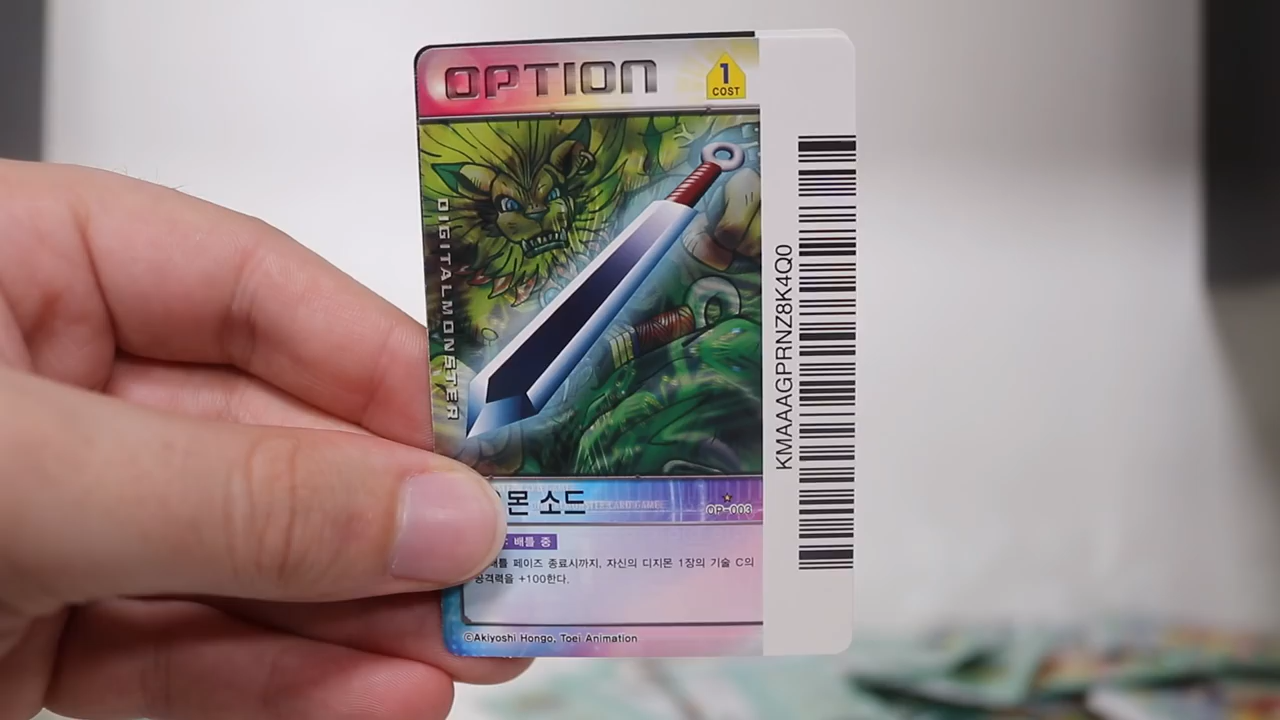 OPTION
1
COST
DIGITALMONSTER
몬 소드
OP-003
: 배틀 중
페이즈 종료시까지, 자신의 디지몬 1장의 기술 C의
공격력을 +100한다.
©Akiyoshi Hongo, Toei Animation
KMAAAGPRNZ8K4Q0